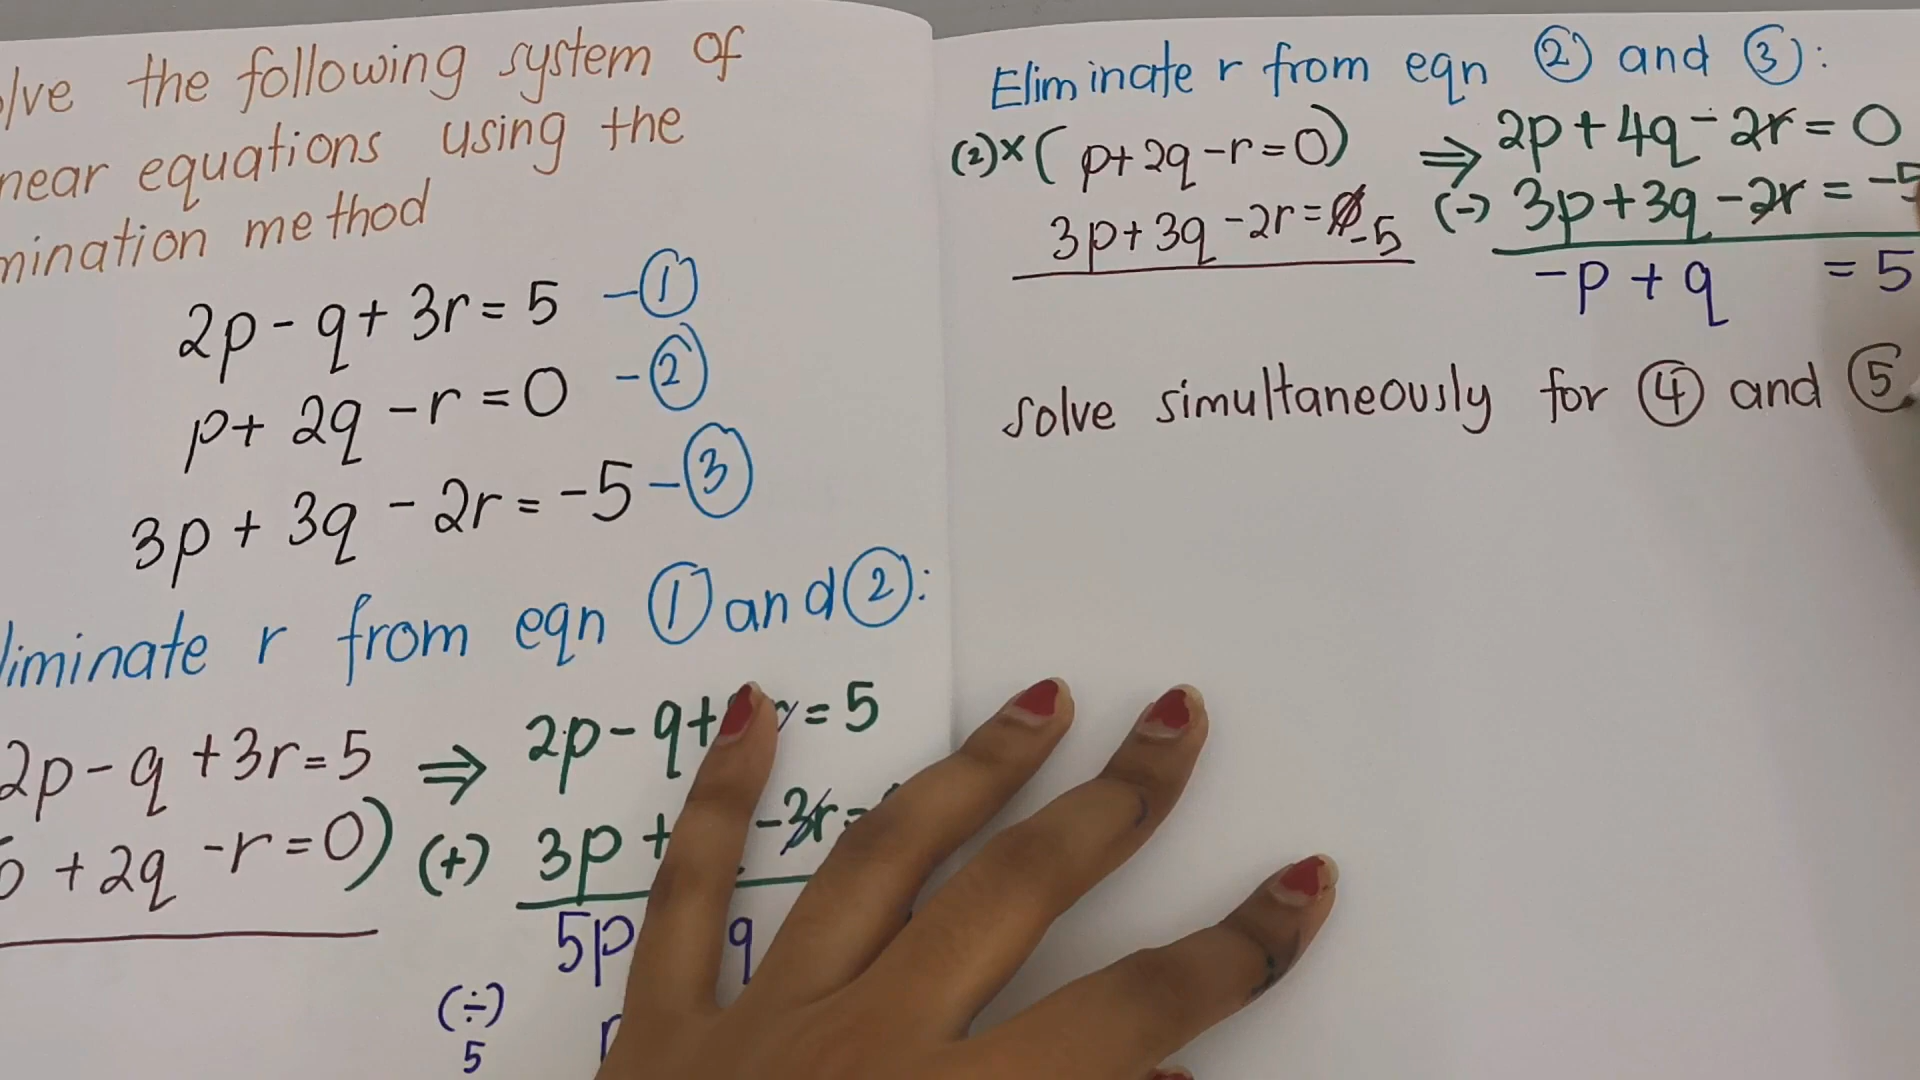 lve the following system of
near equations using the
mination method
2p - q + 3r = 5 - ①
p + 2q - r = 0 - ②
3p + 3q - 2r = -5 - ③
liminate r from eqn ① and ②:
2p - q + 3r = 5 ⇒ 2p - q + = 5
+ 2q - r = 0) (+) 3p + - 3r =
5p q
(÷)
5
Eliminate r from eqn ② and ③:
(2)× (p + 2q - r = 0) ⇒ 2p + 4q - 2r = 0
3p + 3q - 2r = -5 (-) 3p + 3q - 2r = -5
-p + q = 5
solve simultaneously for ④ and ⑤